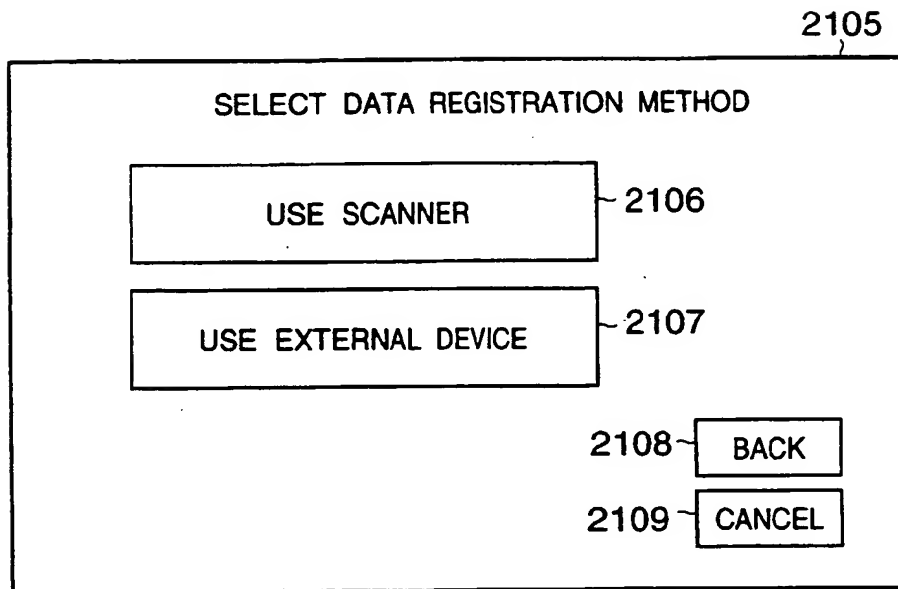 2105
SELECT DATA REGISTRATION METHOD
USE SCANNER
2106
USE EXTERNAL DEVICE
2107
2108
BACK
2109
CANCEL